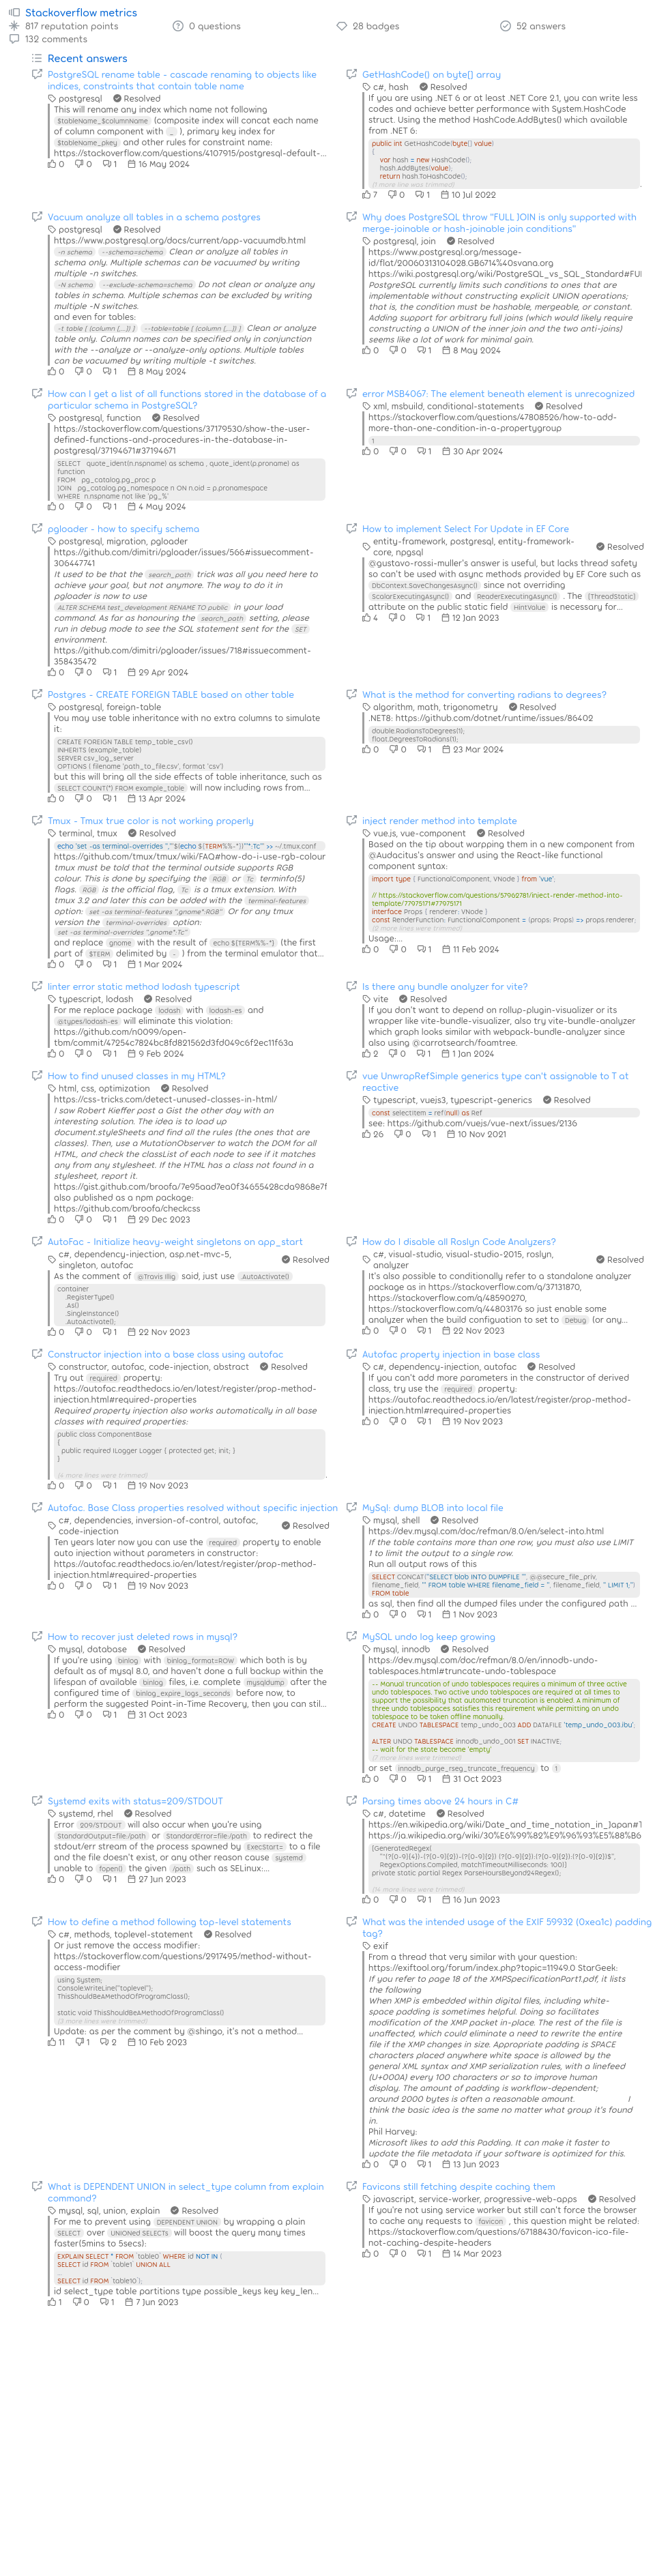 Stackoverflow metrics
817 reputation points
0 questions
28 badges
52 answers
132 comments
Recent answers
PostgreSQL rename table - cascade renaming to objects like
indices, constraints that contain table name
postgresql Resolved
This will rename any index which name not following
$tableName_$columnName (composite index will concat each name
of column component with _ ), primary key index for
$tableName_pkey and other rules for constraint name:
https://stackoverflow.com/questions/4107915/postgresql-default-...
0 0 1 16 May 2024
GetHashCode() on byte[] array
c# Resolved
If you are using .NET 6 or at least .NET Core 2.1, you can write less
codes and achieve better performance with System.HashCode
struct. Using the method HashCode.AddBytes() which available
from .NET 6:
public int GetHashCode(byte[] value)
{
var hash = new HashCode();
hash.AddBytes(value);
return hash.ToHashCode();
(1 more line was trimmed)
7 0 1 10 Jul 2022
Vacuum analyze all tables in a schema postgres
postgresql Resolved
https://www.postgresql.org/docs/current/app-vacuumdb.html
-n schema --schema=schema Clean or analyze all tables in
schema only. Multiple schemas can be vacuumed by writing
multiple -n switches.
-N schema --exclude-schema=schema Do not clean or analyze any
tables in schema. Multiple schemas can be excluded by writing
multiple -N switches.
and even for tables:
-t table [ (column [,...]) ] --table=table [ (column [,...]) ] Clean or analyze
table only. Column names can be specified only in conjunction
with the --analyze or --analyze-only options. Multiple tables
can be vacuumed by writing multiple -t switches.
0 0 1 8 May 2024
Why does PostgreSQL throw "FULL JOIN is only supported with
merge-joinable or hash-joinable join conditions"
postgresql, join Resolved
https://www.postgresql.org/message-
id/flat/20060313104028.GB6714%40svana.org
https://wiki.postgresql.org/wiki/PostgreSQL_vs_SQL_Standard#FUI
PostgreSQL currently limits such outer joins to ones that are
implementable without constructing explicit UNION operations;
that is, the condition must be hashable, mergeable, or constant.
Adding support for arbitrary full joins (which would likely require
constructing a UNION of the inner join and the two anti-joins)
seems like a lot of work for minimal gain.
0 0 1 8 May 2024
How can I get a list of all functions stored in the database of a
particular schema in PostgreSQL?
postgresql, function Resolved
https://stackoverflow.com/questions/37179530/show-the-user-
defined-functions-and-procedures-in-the-database-in-
postgresql/37194671#37194671
SELECT quote_ident(n.nspname) as schema , quote_ident(p.proname) as
function
FROM pg_catalog.pg_proc p
JOIN pg_catalog.pg_namespace n ON n.oid = p.pronamespace
WHERE n.nspname not like 'pg_%'
0 0 1 4 May 2024
error MSB4067: The element beneath element is unrecognized
xml, msbuild, conditional-statements Resolved
https://stackoverflow.com/questions/47808526/how-to-add-
more-than-one-condition-in-a-propertygroup
1
0 0 1 30 Apr 2024
pgloader - how to specify schema
postgresql, migration, pgloader
https://github.com/dimitri/pgloader/issues/566#issuecomment-
306447741
It used to be that the search_path trick was all you need here to
achieve your goal, but not anymore. The way to do it in
pgloader is now to use
ALTER SCHEMA test_development RENAME TO public in your load
command. As far as honouring the search_path setting, please
run in debug mode to see the SQL statement sent for the SET
environment.
https://github.com/dimitri/pgloader/issues/718#issuecomment-
358435472
0 0 1 29 Apr 2024
How to implement Select For Update in EF Core
entity-framework, postgresql, entity-framework-
core, npgsql Resolved
@gustavo-rossi-muller's answer is useful, but lacks thread safety
so can't be used with async methods provided by EF Core such as
DbContext.SaveChangesAsync() since not overriding
ScalarExecutingAsync() and ReaderExecutingAsync() . The [ThreadStatic]
attribute on the public static field HintValue is necessary for...
4 0 1 12 Jan 2023
Postgres - CREATE FOREIGN TABLE based on other table
postgresql, foreign-table
You may use table inheritance with no extra columns to simulate
it:
CREATE FOREIGN TABLE temp_table_csv()
INHERITS (example_table)
SERVER csv_log_server
OPTIONS ( filename 'path_to_file.csv', format 'csv')
but this will bring all the side effects of table inheritance, such as
SELECT COUNT(*) FROM example_table will now including rows from...
0 0 1 13 Apr 2024
What is the method for converting radians to degrees?
algorithm, math, trigonometry Resolved
.NET8: https://github.com/dotnet/runtime/issues/86402
double.RadiansToDegrees(1);
float.DegreesToRadians(1);
0 0 1 23 Mar 2024
Tmux - Tmux true color is not working properly
terminal, tmux Resolved
echo 'set -as terminal-overrides ",'"$(echo ${TERM%%-*})"'*:Tc"' >> ~/.tmux.conf
https://github.com/tmux/tmux/wiki/FAQ#how-do-i-use-rgb-colour
tmux must be told that the terminal outside supports RGB
colour. This is done by specifying the RGB or Tc terminfo(5)
flags. RGB is the official flag, Tc is a tmux extension. With
tmux 3.2 and later this can be added with the terminal-features
option: set -as terminal-features ",gnome*:RGB" Or for any tmux
version the terminal-overrides option:
set -as terminal-overrides ",gnome*:Tc"
and replace gnome with the result of echo ${TERM%%-*} (the first
part of $TERM delimited by - ) from the terminal emulator that...
0 0 1 1 Mar 2024
inject render method into template
vue.js, vue-component Resolved
Based on the tip about warpping them in a new component from
@Audacitus's answer and using the React-like functional
component syntax:
import type { FunctionalComponent, VNode } from 'vue';
// https://stackoverflow.com/questions/57962781/inject-render-method-into-
template/77975171#77975171
interface Props { renderer: VNode }
const RenderFunction: FunctionalComponent = (props: Props) => props.renderer;
(2 more lines were trimmed)
Usage:...
0 0 1 11 Feb 2024
linter error static method lodash typescript
typescript, lodash Resolved
For me replace package lodash with lodash-es and
@types/lodash-es will eliminate this violation:
https://github.com/n0099/open-
tbm/commit/47254c7824bc8fd821562d3fd049c6f2ec11f63a
0 0 1 9 Feb 2024
Is there any bundle analyzer for vite?
vite Resolved
If you don't want to depend on rollup-plugin-visualizer or its
wrapper like vite-bundle-visualizer, also try vite-bundle-analyzer
which graph looks similar with webpack-bundle-analyzer since
also using @carrotsearch/foamtree.
2 0 1 1 Jan 2024
How to find unused classes in my HTML?
html, css, optimization Resolved
https://css-tricks.com/detect-unused-classes-in-html/
I saw Robert Kieffer post a Gist the other day with an
interesting solution. The idea is to load up
document.styleSheets and find all the rules (the ones that are
classes). Then, use a MutationObserver to watch the DOM for all
HTML, and check the classList of each node to see if it matches
any from any stylesheet. If the HTML has a class not found in a
stylesheet, report it.
https://gist.github.com/broofa/7e95aad7ea0f34655428cda9868e7f
also published as a npm package:
https://github.com/broofa/checkcss
0 0 1 29 Dec 2023
vue UnwrapRefSimple generics type can't assignable to T at
reactive
typescript, vuejs3, typescript-generics Resolved
const selectItem = ref(null) as Ref
see: https://github.com/vuejs/vue-next/issues/2136
26 0 1 10 Nov 2021
AutoFac - Initialize heavy-weight singletons on app_start
c#, dependency-injection, asp.net-mvc-5,
singleton, autofac Resolved
As the comment of @Travis Illig said, just use .AutoActivate()
container
.RegisterType()
.As()
.SingleInstance()
.AutoActivate();
0 0 1 22 Nov 2023
How do I disable all Roslyn Code Analyzers?
c#, visual-studio, visual-studio-2015, roslyn,
analyzer Resolved
It's also possible to conditionally refer to a standalone analyzer
package as in https://stackoverflow.com/q/37131870,
https://stackoverflow.com/q/48590270,
https://stackoverflow.com/q/44803176 so just enable some
analyzer when the build configuation to set to Debug (or any...
0 0 1 22 Nov 2023
Constructor injection into a base class using autofac
constructor, autofac, code-injection, abstract Resolved
Try out required property:
https://autofac.readthedocs.io/en/latest/register/prop-method-
injection.html#required-properties
Required property injection also works automatically in all base
classes with required properties:
public class ComponentBase
{
public required ILogger Logger { protected get; init; }
}
(4 more lines were trimmed)
0 0 1 19 Nov 2023
Autofac property injection in base class
c#, dependency-injection, autofac Resolved
If you can't add more parameters in the constructor of derived
class, try use the required property:
https://autofac.readthedocs.io/en/latest/register/prop-method-
injection.html#required-properties
0 0 1 19 Nov 2023
Autofac. Base Class properties resolved without specific injection
c#, dependencies, inversion-of-control, autofac,
code-injection Resolved
Ten years later now you can use the required property to enable
auto injection without parameters in constructor:
https://autofac.readthedocs.io/en/latest/register/prop-method-
injection.html#required-properties
0 0 1 19 Nov 2023
MySql: dump BLOB into local file
mysql, shell Resolved
https://dev.mysql.com/doc/refman/8.0/en/select-into.html
If the table contains more than one row, you must also use LIMIT
1 to limit the output to a single row.
Run all output rows of this
SELECT CONCAT("SELECT blob INTO DUMPFILE '", @@secure_file_priv,
filename_field, "' FROM table WHERE filename_field = '", filename_field, "' LIMIT 1;")
FROM table
as sql, then find all the dumped files under the configured path ...
0 0 1 1 Nov 2023
How to recover just deleted rows in mysql?
mysql, database Resolved
If you're using binlog with binlog_format=ROW which both is by
default as of mysql 8.0, and haven't done a full backup within the
lifespan of available binlog files, i.e. complete mysqldump after the
configured time of binlog_expire_logs_seconds before now, to
perform the suggested Point-in-Time Recovery, then you can stil...
0 0 1 31 Oct 2023
MySQL undo log keep growing
mysql, innodb Resolved
https://dev.mysql.com/doc/refman/8.0/en/innodb-undo-
tablespaces.html#truncate-undo-tablespace
-- Manual truncation of undo tablespaces requires a minimum of three active
undo tablespaces. Two active undo tablespaces are required at all times to
support the possibility that automated truncation is enabled. A minimum of
three undo tablespaces satisfies this requirement while permitting an undo
tablespace to be taken offline manually.
CREATE UNDO TABLESPACE temp_undo_003 ADD DATAFILE 'temp_undo_003.ibu';
ALTER UNDO TABLESPACE innodb_undo_001 SET INACTIVE;
-- wait for the state become 'empty'
(7 more lines were trimmed)
or set innodb_purge_rseg_truncate_frequency to 1
0 0 1 31 Oct 2023
Systemd exits with status=209/STDOUT
systemd, rhel Resolved
Error 209/STDOUT will also occur when you're using
StandardOutput=file:/path or StandardError=file:/path to redirect the
stdout/err stream of the process spawned by ExecStart= to a file
and the file doesn't exist, or any other reason cause systemd
unable to fopen() the given /path such as SELinux:...
0 0 1 27 Jun 2023
Parsing times above 24 hours in C#
c#, datetime Resolved
https://en.wikipedia.org/wiki/Date_and_time_notation_in_Japan#T
https://ja.wikipedia.org/wiki/30%E6%99%82%E9%96%93%E5%88%B6
[GeneratedRegex(
"^(?[0-9]{4})-(?[0-9]{2})-(?[0-9]{2}) (?[0-9]{2}):(?[0-9]{2}):(?[0-9]{2})$",
RegexOptions.Compiled, matchTimeoutMilliseconds: 100)]
private static partial Regex ParseHoursBeyond24Regex();
(14 more lines were trimmed)
0 0 1 16 Jun 2023
How to define a method following top-level statements
c#, methods, toplevel-statement Resolved
Or just remove the access modifier:
https://stackoverflow.com/questions/2917495/method-without-
access-modifier
using System;
Console.WriteLine("toplevel");
ThisShouldBeAMethodOfProgramClass();
static void ThisShouldBeAMethodOfProgramClass()
(3 more lines were trimmed)
Update: as per the comment by @shingo, it's not a method...
11 1 2 10 Feb 2023
What was the intended usage of the EXIF 59932 (0xea1c) padding
tag?
exif
From a thread that very similar with your question:
https://exiftool.org/forum/index.php?topic=11949.0 StarGeek:
If you refer to page 18 of the XMPSpecificationPart1.pdf, it lists
the following
When XMP is embedded within digital files, including white-
space padding is sometimes helpful. Doing so facilitates
modification of the XMP packet in-place. The rest of the file is
unaffected, which could eliminate a need to rewrite the entire
file if the XMP changes in size. Appropriate padding is SPACE
characters placed anywhere white space is allowed by the
general XML syntax and XMP serialization rules, with a linefeed
(U+000A) every 100 characters or so to improve human
display. The amount of padding is workflow-dependent;
around 2000 bytes is often a reasonable amount. I
think the basic idea is the same no matter what group it's found
in.
Phil Harvey:
Microsoft likes to add this Padding. It can make it faster to
update the file metadata if your software is optimized for this.
0 0 1 13 Jun 2023
What is DEPENDENT UNION in select_type column from explain
command?
mysql, sql, union, explain Resolved
For me to prevent using DEPENDENT UNION by wrapping a plain
SELECT over UNIONed SELECTs will boost the query many times
faster(5mins to 5secs):
EXPLAIN SELECT * FROM \`table0\` WHERE id NOT IN (
SELECT id FROM \`table1\` UNION ALL
...
SELECT id FROM \`table10\`);
id select_type table partitions type possible_keys key key_len...
1 0 1 7 Jun 2023
Favicons still fetching despite caching them
javascript, service-worker, progressive-web-apps Resolved
If you're not using service worker but still can't force the browser
to cache any requests to favicon , this question might be related:
https://stackoverflow.com/questions/67188430/favicon-ico-file-
not-caching-despite-headers
0 0 1 14 Mar 2023